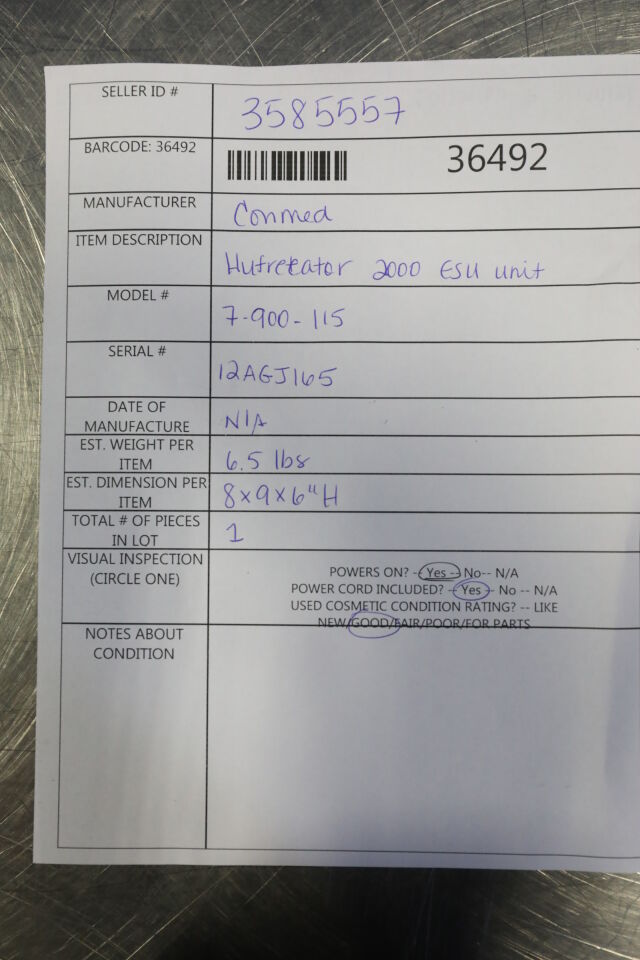 SELLER ID #
3585557
BARCODE: 36492
36492
MANUFACTURER
Conmed
ITEM DESCRIPTION
Hufrecator 2000 ESU unit
MODEL #
7-900-115
SERIAL #
12AGJ165
DATE OF
MANUFACTURE
N/A
EST. WEIGHT PER
ITEM
6.5 lbs
EST. DIMENSION PER
ITEM
8x9x6"H
TOTAL # OF PIECES
IN LOT
1
VISUAL INSPECTION
(CIRCLE ONE)
POWERS ON? -- Yes -- No-- N/A
POWER CORD INCLUDED? -- Yes -- No -- N/A
USED COSMETIC CONDITION RATING? -- LIKE
NEW/GOOD/FAIR/POOR/FOR PARTS
NOTES ABOUT
CONDITION